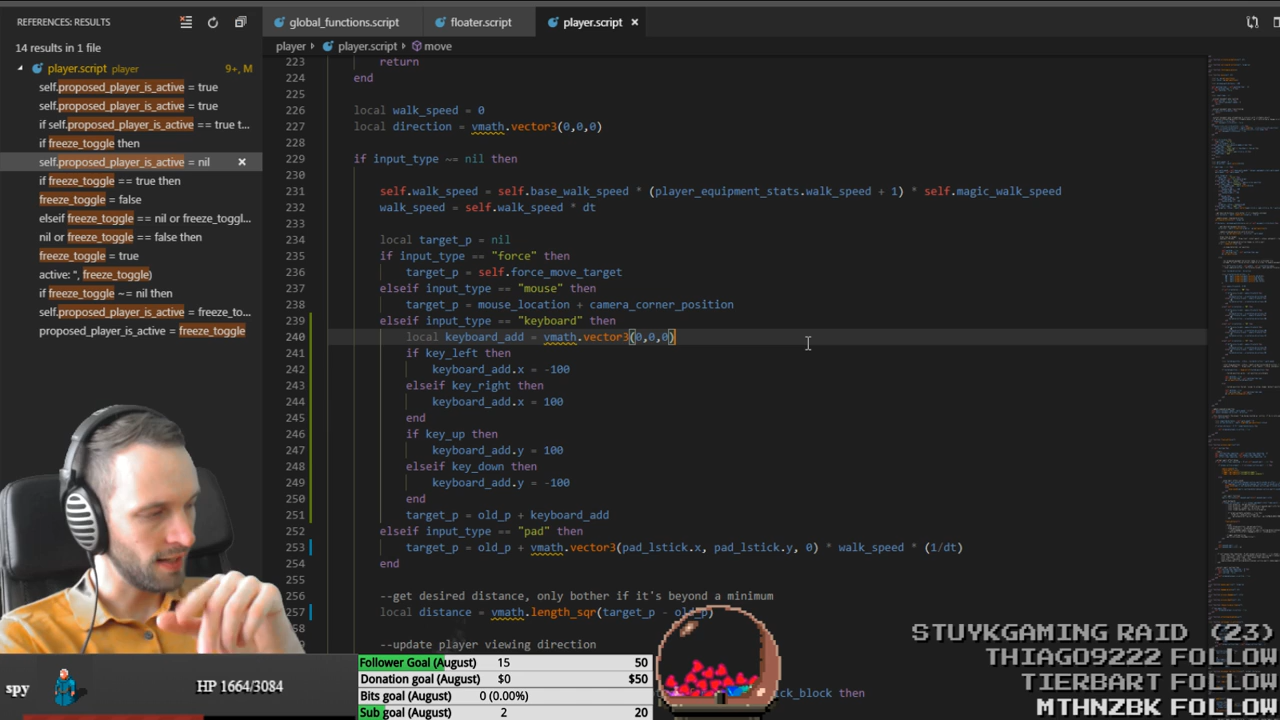 REFERENCES: RESULTS
14 results in 1 file
player.script player 9+, M
self.proposed_player_is_active = true
self.proposed_player_is_active = true
if self.proposed_player_is_active == true t...
if freeze_toggle then
self.proposed_player_is_active = nil
if freeze_toggle == true then
freeze_toggle = false
elseif freeze_toggle == nil or freeze_toggl...
nil or freeze_toggle == false then
freeze_toggle = true
active: ", freeze_toggle)
if freeze_toggle ~= nil then
self.proposed_player_is_active = freeze_to...
proposed_player_is_active = freeze_toggle
global_functions.script floater.script player.script
player player.script move
223 return
224 end
225
226 local walk_speed = 0
227 local direction = vmath.vector3(0,0,0)
228
229 if input_type ~= nil then
230
231 self.walk_speed = self.base_walk_speed * (player_equipment_stats.walk_speed + 1) * self.magic_walk_speed
232 walk_speed = self.walk_speed * dt
233
234 local target_p = nil
235 if input_type == "force" then
236 target_p = self.force_move_target
237 elseif input_type == "mouse" then
238 target_p = mouse_location + camera_corner_position
239 elseif input_type == "keyboard" then
240 local keyboard_add = vmath.vector3(0,0,0)
241 if key_left then
242 keyboard_add.x = -100
243 elseif key_right then
244 keyboard_add.x = 100
245 end
246 if key_up then
247 keyboard_add.y = 100
248 elseif key_down then
249 keyboard_add.y = -100
250 end
251 target_p = old_p + keyboard_add
252 elseif input_type == "pad" then
253 target_p = old_p + vmath.vector3(pad_lstick.x, pad_lstick.y, 0) * walk_speed * (1/dt)
254 end
255
256 --get desired distance, only bother if it's beyond a minimum
257 local distance = vmath.length_sqr(target_p - old_p)
258
--update player viewing direction
ck_block then
spy HP 1664/3084
Follower Goal (August) 15 50
Donation goal (August) $0 $50
Bits goal (August) 0 (0.00%)
Sub goal (August) 2 20
STUYKGAMING RAID (23)
THIAGO9222 FOLLOW
TIERBART FOLLOW
MTHNZBK FOLLOW